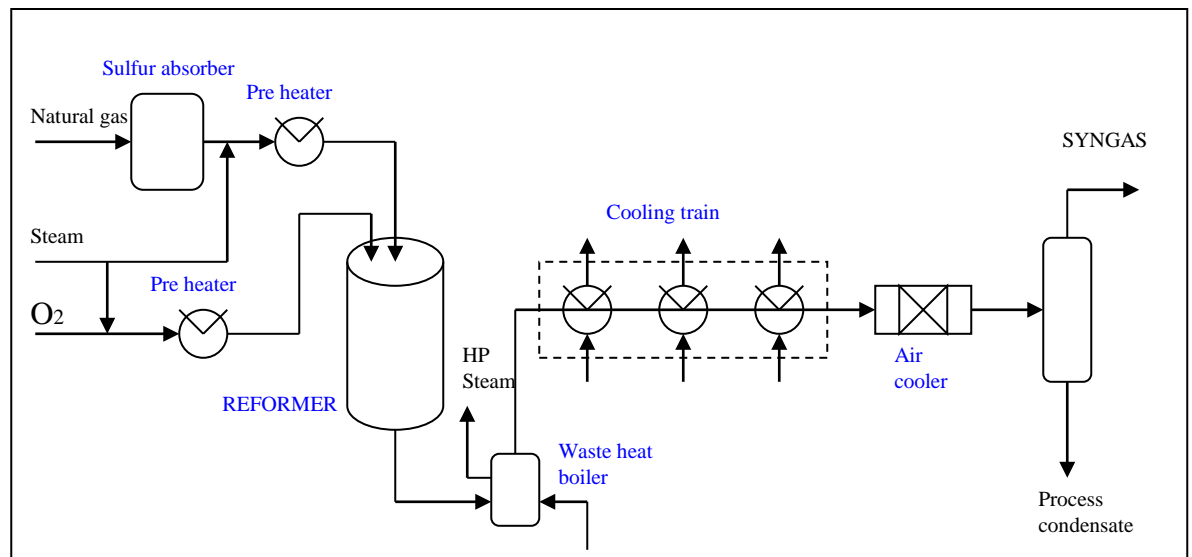 Sulfur absorber
Pre heater
Natural gas
SYNGAS
Cooling train
Steam
Pre heater
O2
HP
Steam
Air
cooler
REFORMER
Waste heat
boiler
Process
condensate